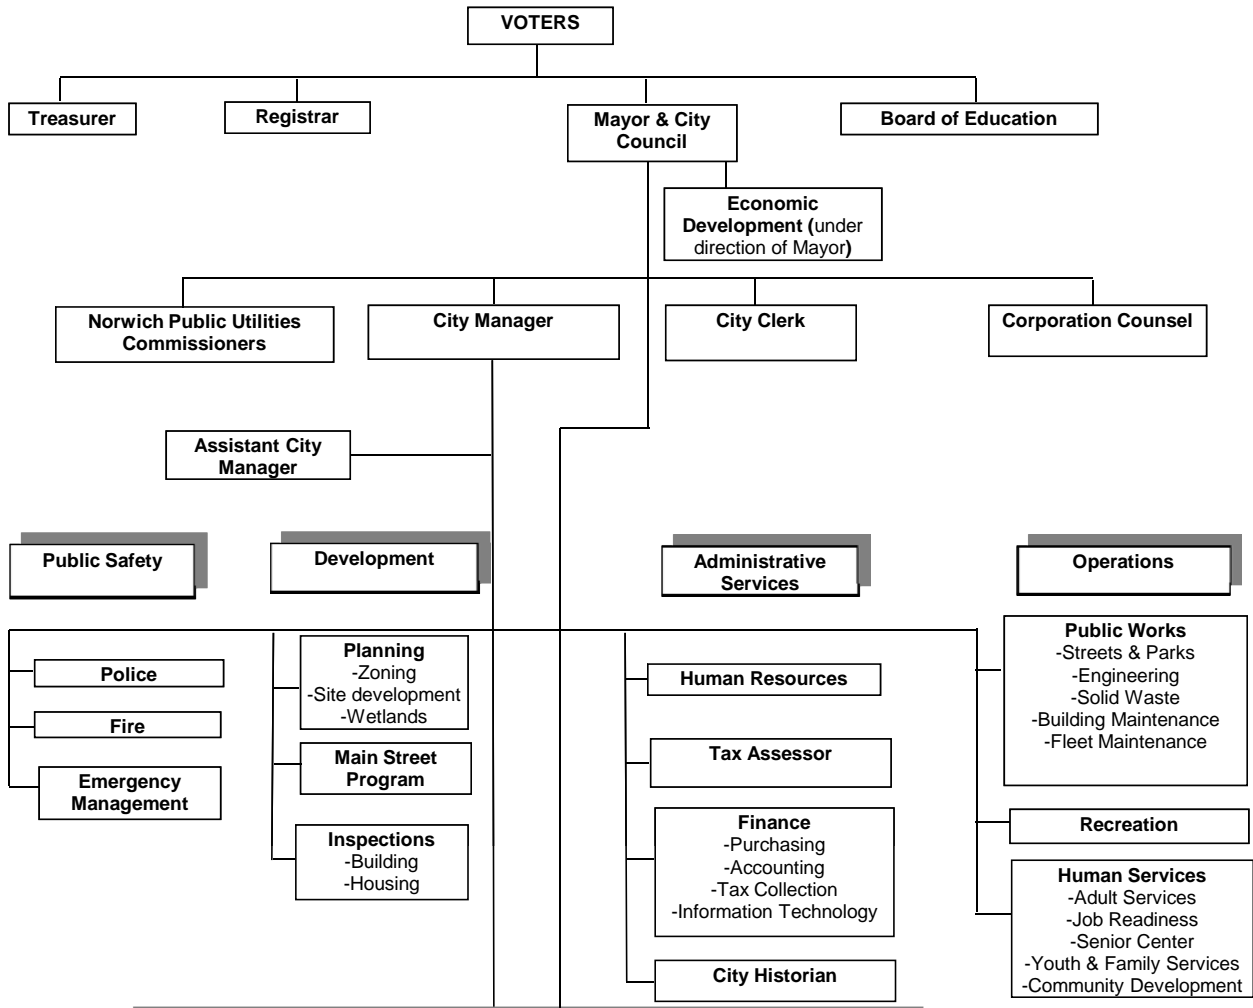 VOTERS
Treasurer
Registrar
Mayor & City
Council
Board of Education
Economic
Development (under
direction of Mayor)
Norwich Public Utilities
Commissioners
City Manager
City Clerk
Corporation Counsel
Assistant City
Manager
Public Safety
Development
Administrative
Services
Operations
Police
Fire
Emergency
Management
Planning
-Zoning
-Site development
-Wetlands
Main Street
Program
Inspections
-Building
-Housing
Human Resources
Tax Assessor
Finance
-Purchasing
-Accounting
-Tax Collection
-Information Technology
City Historian
Public Works
-Streets & Parks
-Engineering
-Solid Waste
-Building Maintenance
-Fleet Maintenance
Recreation
Human Services
-Adult Services
-Job Readiness
-Senior Center
-Youth & Family Services
-Community Development